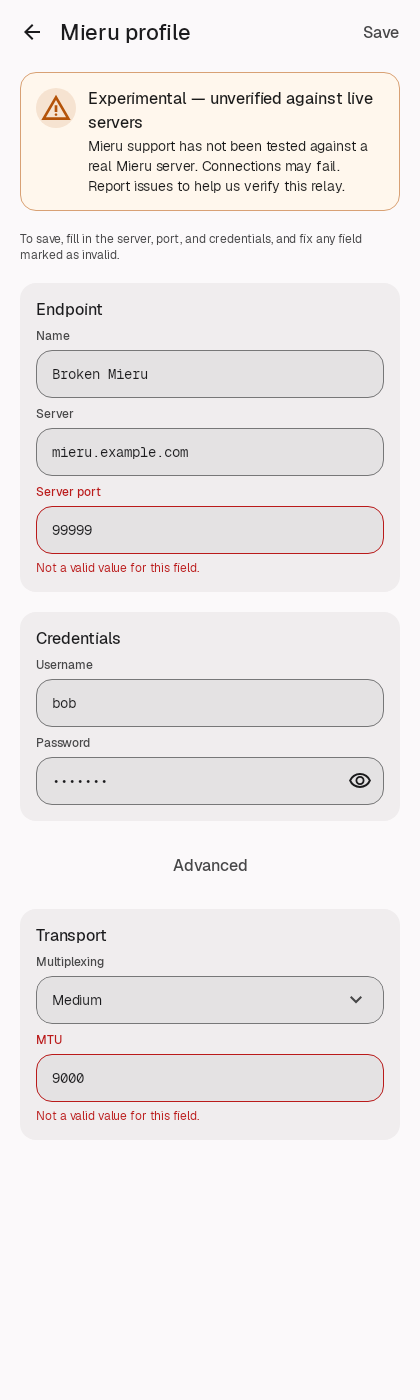 Mieru profile
Save
Experimental — unverified against live
servers
Mieru support has not been tested against a
real Mieru server. Connections may fail.
Report issues to help us verify this relay.
To save, fill in the server, port, and credentials, and fix any field
marked as invalid.
Endpoint
Name
Broken Mieru
Server
mieru.example.com
Server port
99999
Not a valid value for this field.
Credentials
Username
bob
Password
•••••••
Advanced
Transport
Multiplexing
Medium
MTU
9000
Not a valid value for this field.